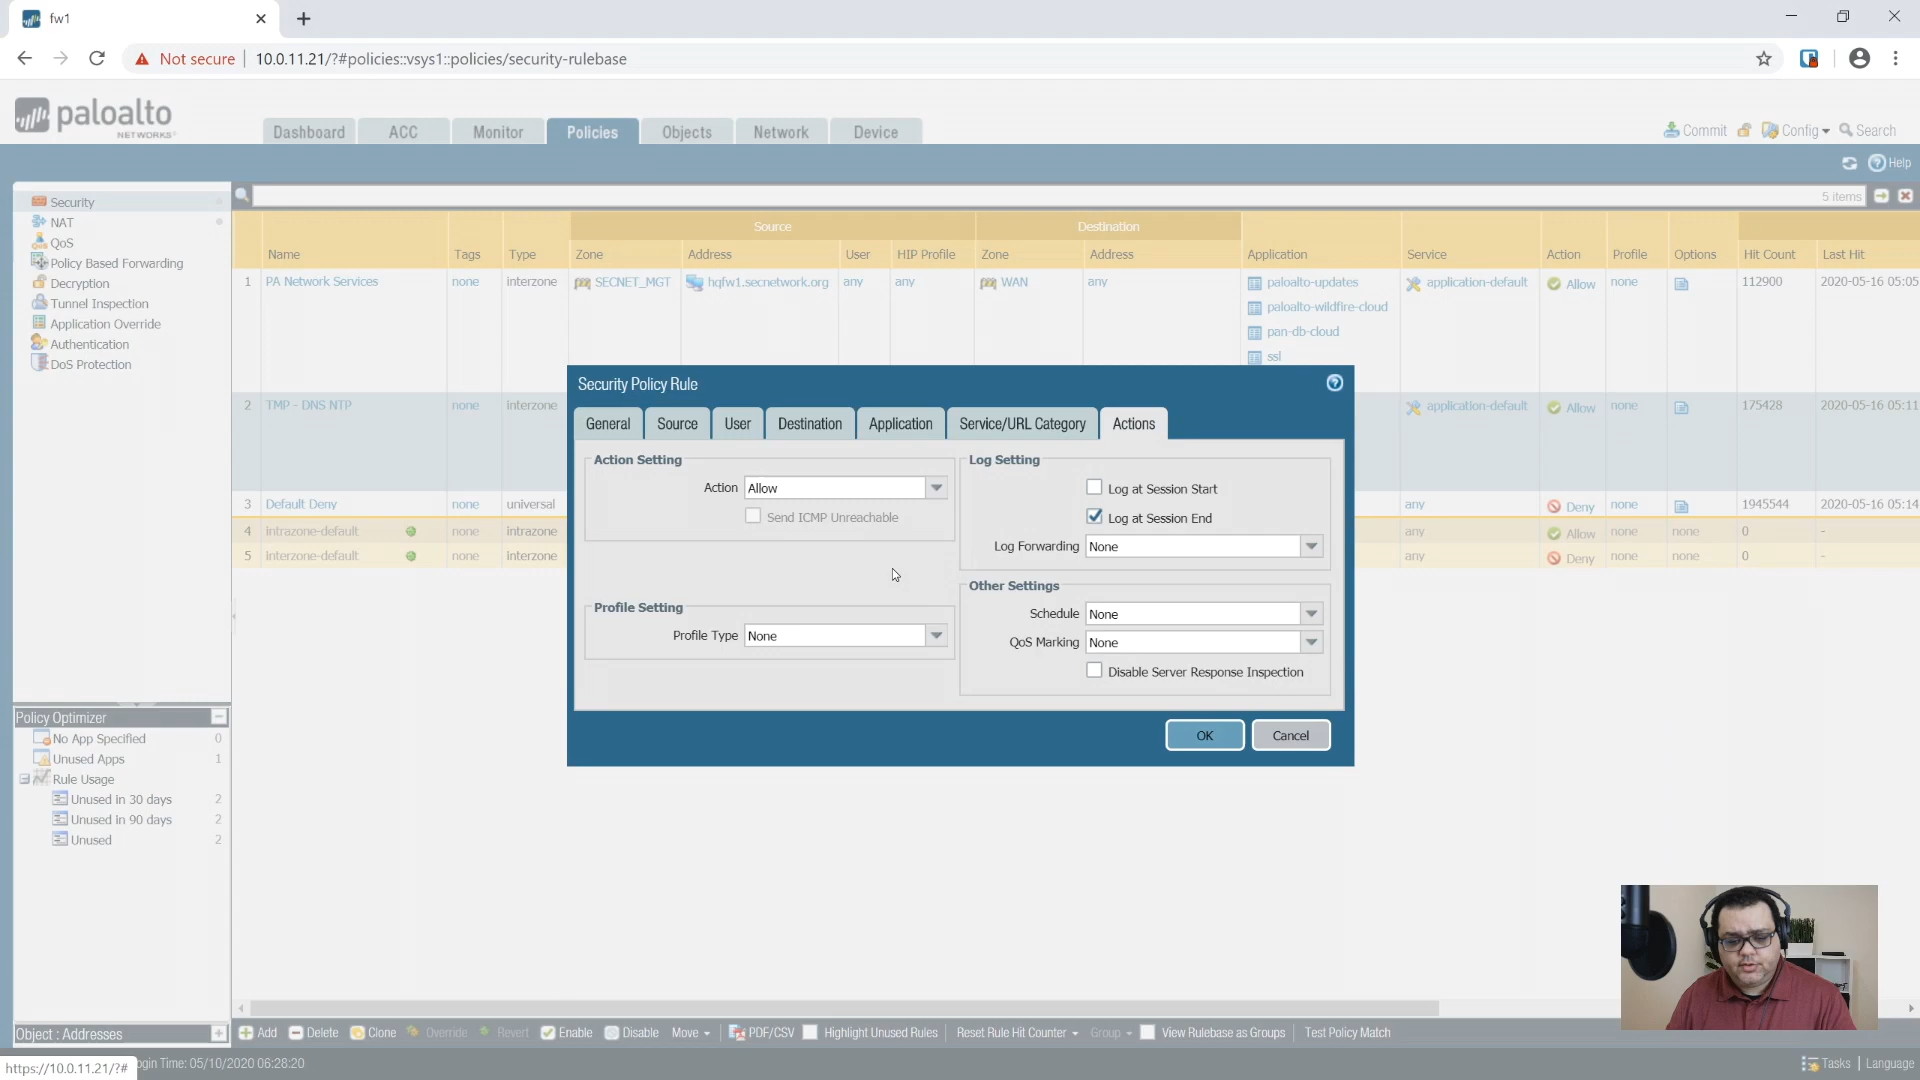 fw1
Not secure 10.0.11.21/?#policies::vsys1::policies/security-rulebase
paloalto
NETWORKS
Dashboard ACC Monitor Policies Objects Network Device
Commit Config Search
Help
5 items
Security
NAT
QoS
Policy Based Forwarding
Decryption
Tunnel Inspection
Application Override
Authentication
DoS Protection
Source Destination
Name Tags Type Zone Address User HIP Profile Zone Address Application Service Action Profile Options Hit Count Last Hit
1 PA Network Services none interzone SECNET_MGT hqfw1.secnetwork.org any any WAN any paloalto-updates application-default Allow none 112900 2020-05-16 05:05
paloalto-wildfire-cloud
pan-db-cloud
ssl
2 TMP - DNS NTP none interzone application-default Allow none 175428 2020-05-16 05:11
3 Default Deny none universal any Deny none 1945544 2020-05-16 05:14
4 intrazone-default none intrazone any Allow none none 0 -
5 interzone-default none interzone any Deny none none 0 -
Security Policy Rule
General Source User Destination Application Service/URL Category Actions
Action Setting
Action Allow
Send ICMP Unreachable
Profile Setting
Profile Type None
Log Setting
Log at Session Start
Log at Session End
Log Forwarding None
Other Settings
Schedule None
QoS Marking None
Disable Server Response Inspection
OK Cancel
Policy Optimizer
No App Specified 0
Unused Apps 1
Rule Usage
Unused in 30 days 2
Unused in 90 days 2
Unused 2
Object : Addresses
Add Delete Clone Override Revert Enable Disable Move PDF/CSV Highlight Unused Rules Reset Rule Hit Counter Group View Rulebase as Groups Test Policy Match
https://10.0.11.21/?# ogin Time: 05/10/2020 06:28:20
Tasks | Language